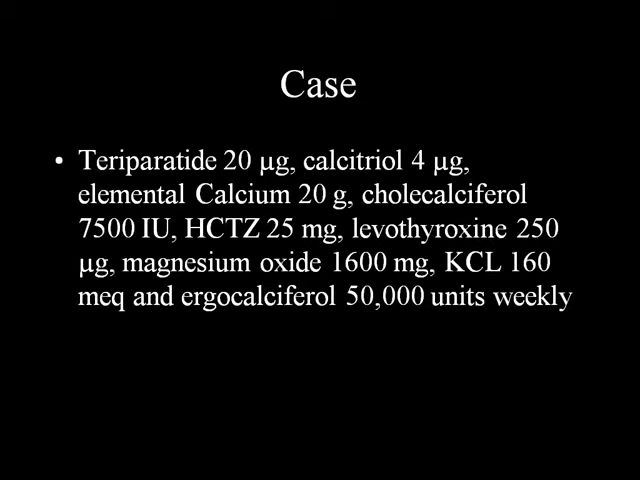 Case
• Teriparatide 20 µg, calcitriol 4 µg,
elemental Calcium 20 g, cholecalciferol
7500 IU, HCTZ 25 mg, levothyroxine 250
µg, magnesium oxide 1600 mg, KCL 160
meq and ergocalciferol 50,000 units weekly